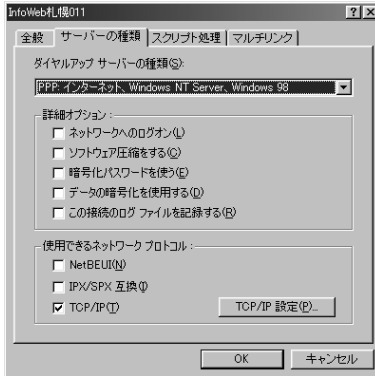 InfoWeb札幌011
全般 サーバーの種類 スクリプト処理 マルチリンク
ダイヤルアップ サーバーの種類(S):
PPP: インターネット、Windows NT Server、Windows 98
詳細オプション:
ネットワークへのログオン(L)
ソフトウェア圧縮をする(C)
暗号化パスワードを使う(E)
データの暗号化を使用する(D)
この接続のログ ファイルを記録する(R)
使用できるネットワーク プロトコル:
NetBEUI(N)
IPX/SPX 互換(I)
TCP/IP(T)
TCP/IP 設定(P)...
OK キャンセル